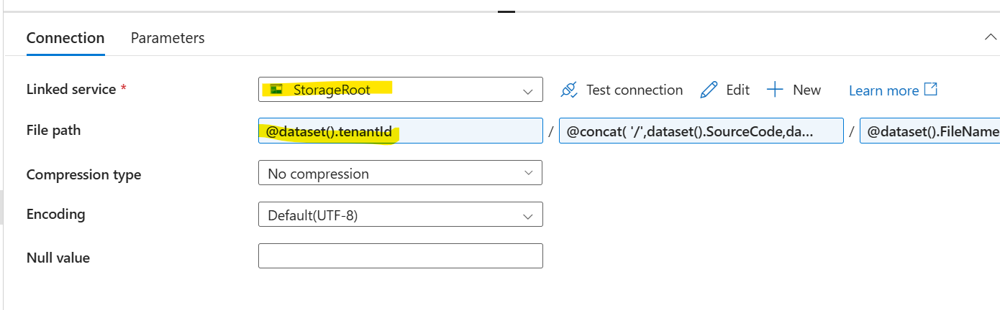 Connection Parameters
Linked service * StorageRoot Test connection Edit New Learn more
File path @dataset().tenantId / @concat( '/',dataset().SourceCode,da... / @dataset().FileName
Compression type No compression
Encoding Default(UTF-8)
Null value